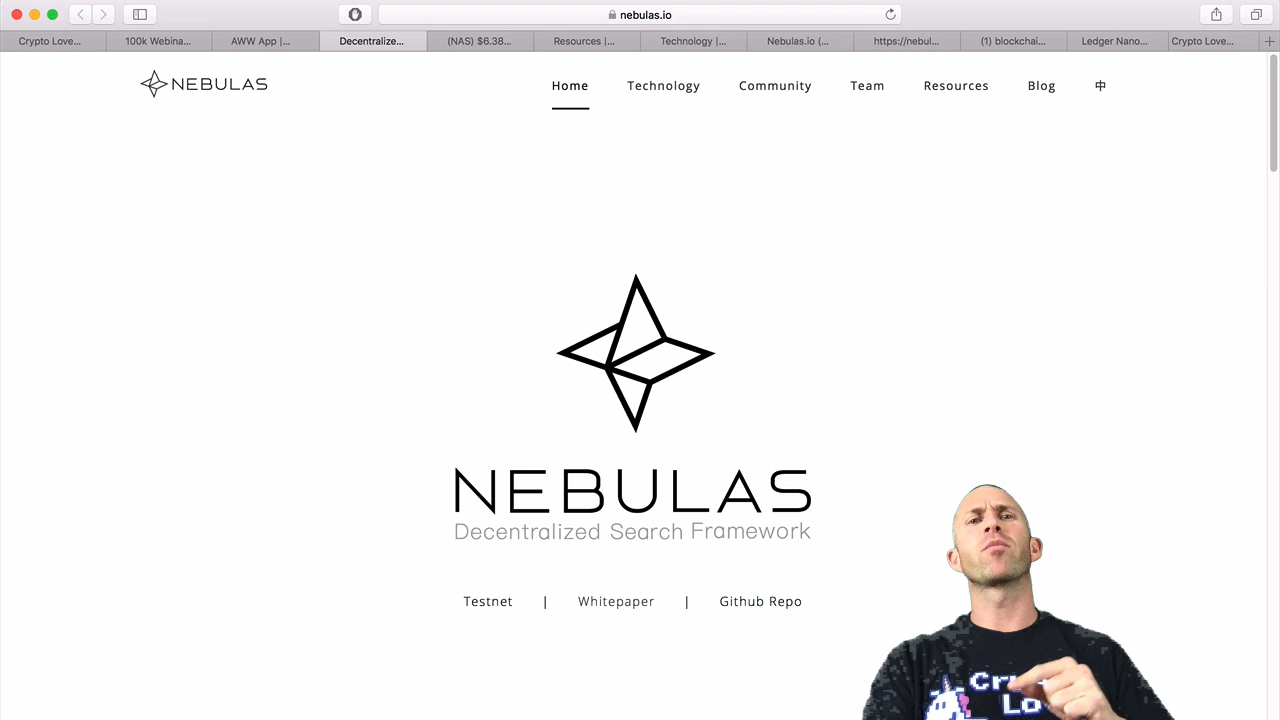 nebulas.io
Crypto Love...
100k Webina...
AWW App |...
Decentralize...
(NAS) $6.38...
Resources |...
Technology |...
Nebulas.io (...
https://nebul...
(1) blockchai...
Ledger Nano...
Crypto Love...
NEBULAS
Home
Technology
Community
Team
Resources
Blog
中
NEBULAS
Decentralized Search Framework
Testnet | Whitepaper | Github Repo